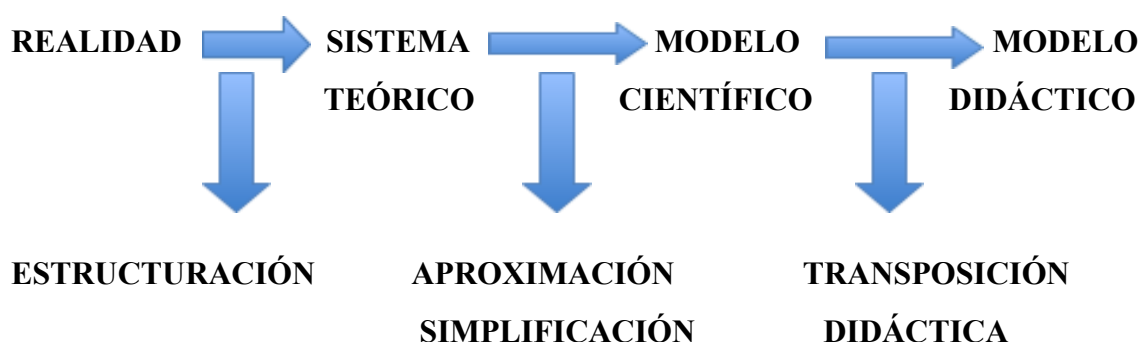 REALIDAD SISTEMA MODELO MODELO
TEÓRICO CIENTÍFICO DIDÁCTICO
ESTRUCTURACIÓN APROXIMACIÓN TRANSPOSICIÓN
SIMPLIFICACIÓN DIDÁCTICA